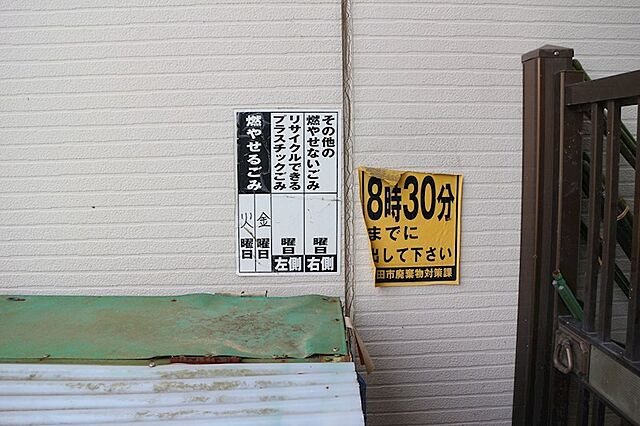 その他の
燃やせないごみ
曜日
右側
リサイクルできる
プラスチックごみ
曜日
左側
燃やせるごみ
金曜日
火曜日
8時30分
までに
出して下さい
田市廃棄物対策課